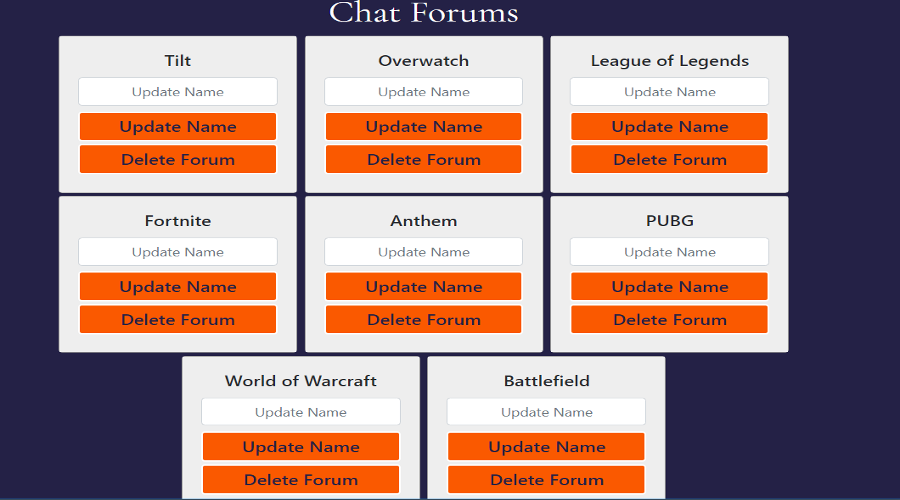 Chat Forums
Tilt
Update Name
Update Name
Delete Forum
Overwatch
Update Name
Update Name
Delete Forum
League of Legends
Update Name
Update Name
Delete Forum
Fortnite
Update Name
Update Name
Delete Forum
Anthem
Update Name
Update Name
Delete Forum
PUBG
Update Name
Update Name
Delete Forum
World of Warcraft
Update Name
Update Name
Delete Forum
Battlefield
Update Name
Update Name
Delete Forum